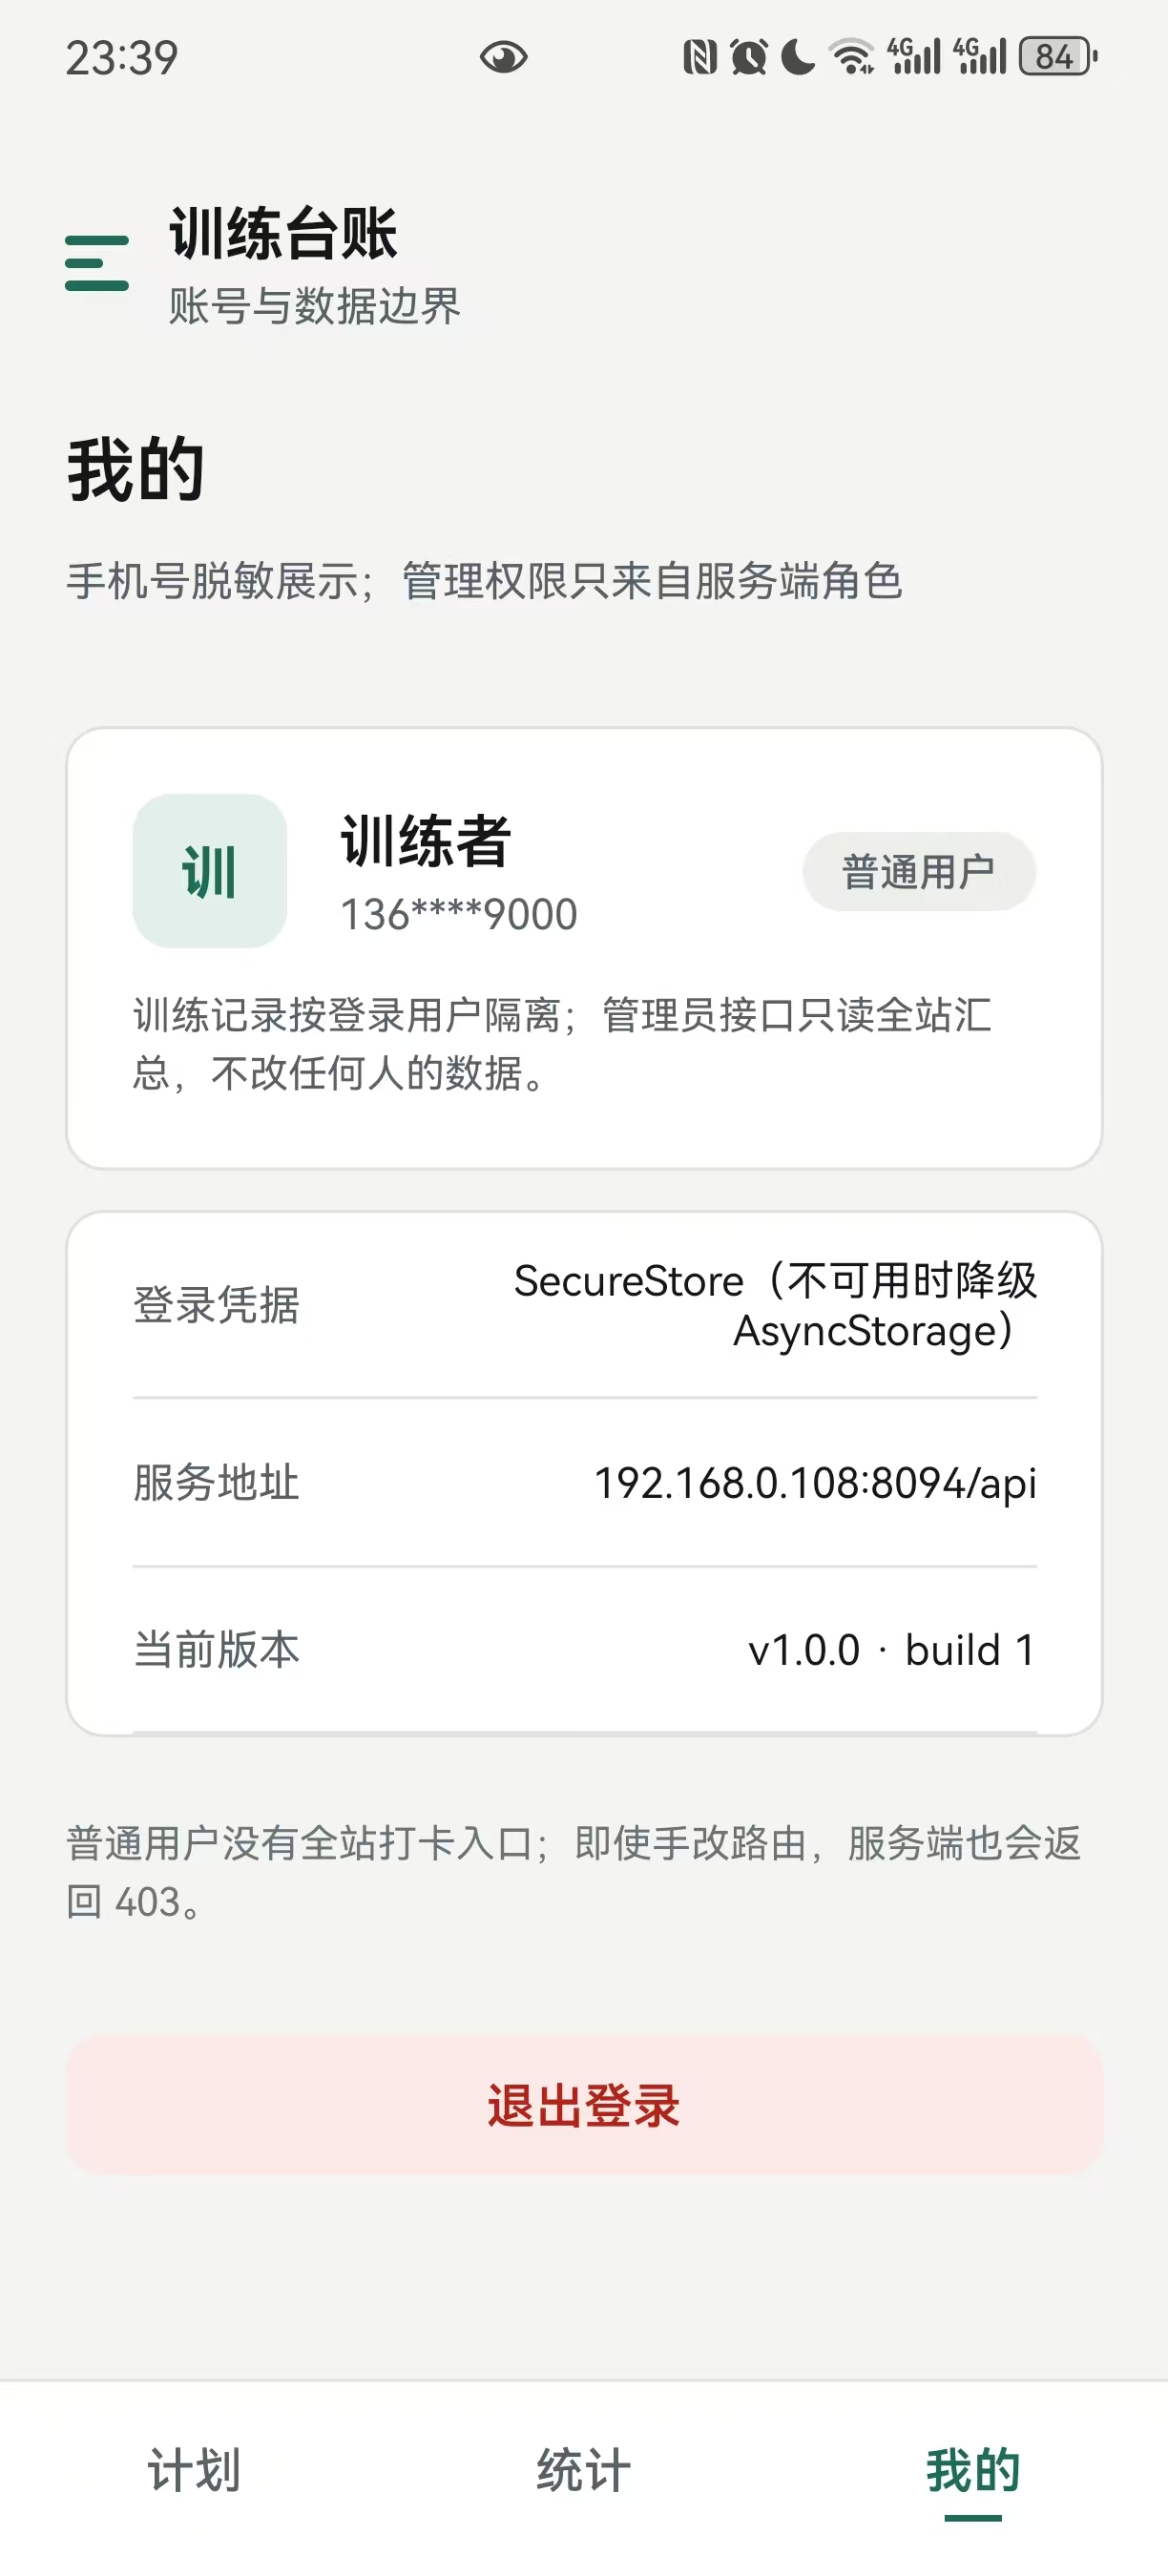 23:39
4G 4G 84
训练台账
账号与数据边界
我的
手机号脱敏展示；管理权限只来自服务端角色
训
训练者
普通用户
136****9000
训练记录按登录用户隔离；管理员接口只读全站汇
总，不改任何人的数据。
登录凭据
SecureStore（不可用时降级
AsyncStorage）
服务地址
192.168.0.108:8094/api
当前版本
v1.0.0 · build 1
普通用户没有全站打卡入口；即使手改路由，服务端也会返
回 403。
退出登录
计划
统计
我的